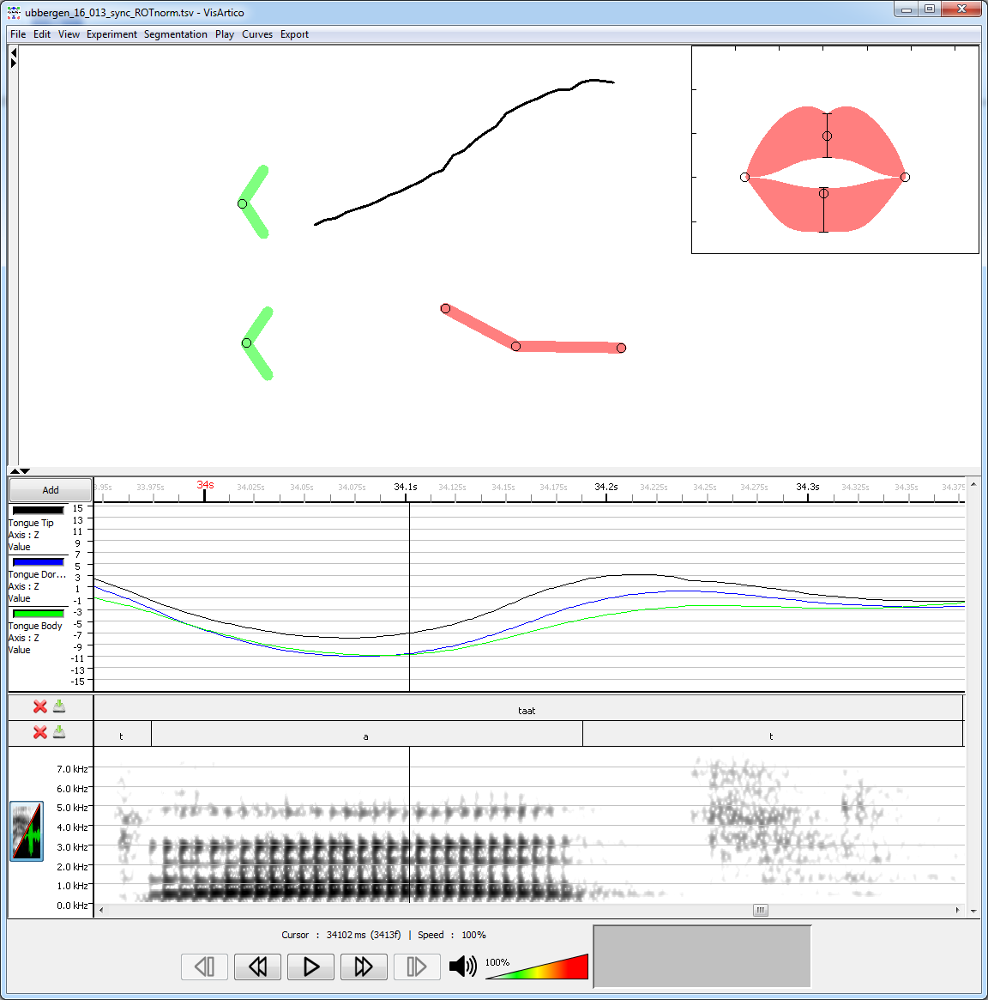 ubbergen_16_013_sync_ROTnorm.tsv - VisArtico
File Edit View Experiment Segmentation Play Curves Export
Add
.95s 33.975s 34s 34.025s 34.05s 34.075s 34.1s 34.125s 34.15s 34.175s 34.2s 34.225s 34.25s 34.275s 34.3s 34.325s 34.35s 34.375
Tongue Tip
Axis : Z
Value
Tongue Dor...
Axis : Z
Value
Tongue Body
Axis : Z
Value
15
13
11
9
7
5
3
1
-1
-3
-5
-7
-9
-11
-13
-15
taat
t a t
7.0 kHz
6.0 kHz
5.0 kHz
4.0 kHz
3.0 kHz
2.0 kHz
1.0 kHz
0.0 kHz
Cursor : 34102 ms (3413f) | Speed : 100%
100%